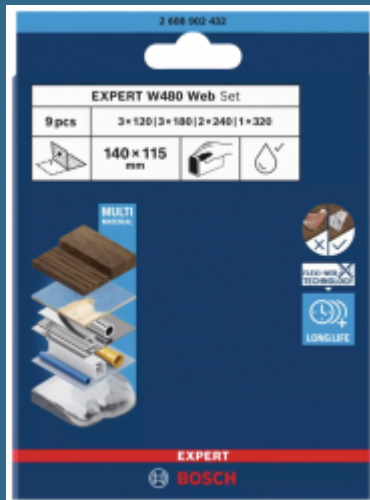 2 608 902 432
EXPERT W480 Web Set
9 pcs
3×120|3×180|2×240|1×320
140 × 115
mm
MULTI
MATERIAL
FLEXI-WEB
TECHNOLOGY
LONG LIFE
EXPERT
BOSCH